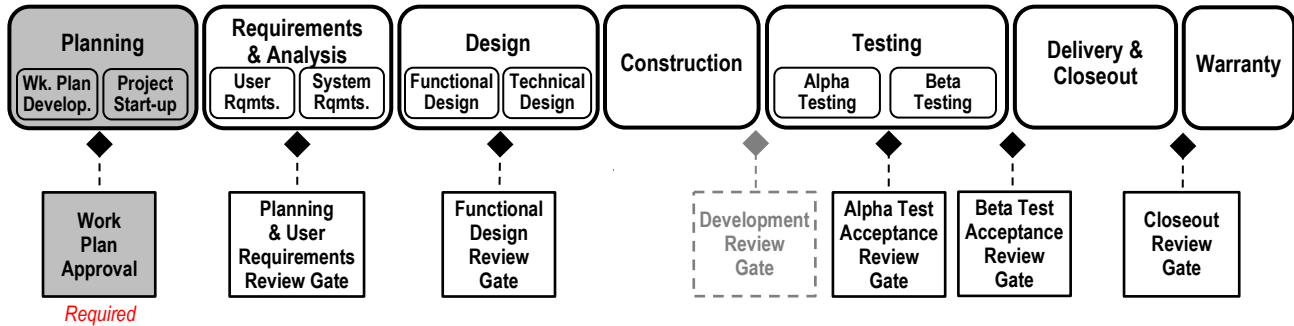 Planning
Wk. Plan
Develop.
Project
Start-up
Requirements
& Analysis
User
Rqmts.
System
Rqmts.
Design
Functional
Design
Technical
Design
Construction
Testing
Alpha
Testing
Beta
Testing
Delivery &
Closeout
Warranty
Work
Plan
Approval
Required
Planning
& User
Requirements
Review Gate
Functional
Design
Review
Gate
Development
Review
Gate
Alpha Test
Acceptance
Review
Gate
Beta Test
Acceptance
Review
Gate
Closeout
Review
Gate